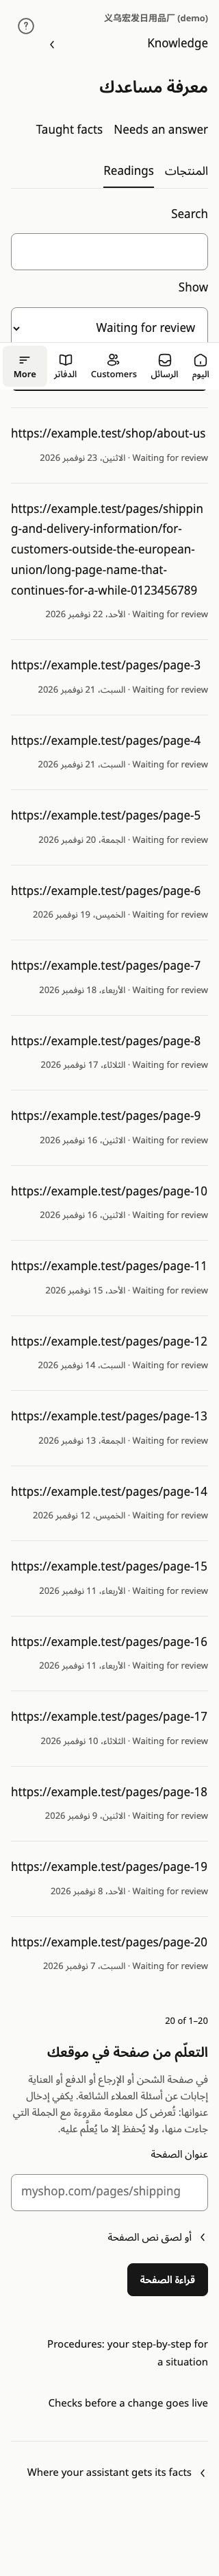 义乌宏发日用品厂 (demo)
Knowledge
معرفة مساعدك
Needs an answer
Taught facts
المنتجات
Readings
Search
Show
Waiting for review
اليوم
الرسائل
Customers
الدفاتر
More
https://example.test/shop/about-us
Waiting for review · الاثنين، 23 نوفمبر 2026
https://example.test/pages/shippin
g-and-delivery-information/for-
customers-outside-the-european-
union/long-page-name-that-
continues-for-a-while-0123456789
Waiting for review · الأحد، 22 نوفمبر 2026
https://example.test/pages/page-3
Waiting for review · السبت، 21 نوفمبر 2026
https://example.test/pages/page-4
Waiting for review · السبت، 21 نوفمبر 2026
https://example.test/pages/page-5
Waiting for review · الجمعة، 20 نوفمبر 2026
https://example.test/pages/page-6
Waiting for review · الخميس، 19 نوفمبر 2026
https://example.test/pages/page-7
Waiting for review · الأربعاء، 18 نوفمبر 2026
https://example.test/pages/page-8
Waiting for review · الثلاثاء، 17 نوفمبر 2026
https://example.test/pages/page-9
Waiting for review · الاثنين، 16 نوفمبر 2026
https://example.test/pages/page-10
Waiting for review · الاثنين، 16 نوفمبر 2026
https://example.test/pages/page-11
Waiting for review · الأحد، 15 نوفمبر 2026
https://example.test/pages/page-12
Waiting for review · السبت، 14 نوفمبر 2026
https://example.test/pages/page-13
Waiting for review · الجمعة، 13 نوفمبر 2026
https://example.test/pages/page-14
Waiting for review · الخميس، 12 نوفمبر 2026
https://example.test/pages/page-15
Waiting for review · الأربعاء، 11 نوفمبر 2026
https://example.test/pages/page-16
Waiting for review · الأربعاء، 11 نوفمبر 2026
https://example.test/pages/page-17
Waiting for review · الثلاثاء، 10 نوفمبر 2026
https://example.test/pages/page-18
Waiting for review · الاثنين، 9 نوفمبر 2026
https://example.test/pages/page-19
Waiting for review · الأحد، 8 نوفمبر 2026
https://example.test/pages/page-20
Waiting for review · السبت، 7 نوفمبر 2026
20 of 1–20
التعلّم من صفحة في موقعك
في صفحة الشحن أو الإرجاع أو الدفع أو العناية
إجابات عن أسئلة العملاء الشائعة. يكفي إدخال
عنوانها: تُعرض كل معلومة مقروءة مع الجملة التي
جاءت منها، ولا يُحفظ إلا ما يُعلَّم عليه.
عنوان الصفحة
myshop.com/pages/shipping
أو لصق نص الصفحة
قراءة الصفحة
Procedures: your step-by-step for
a situation
Checks before a change goes live
Where your assistant gets its facts